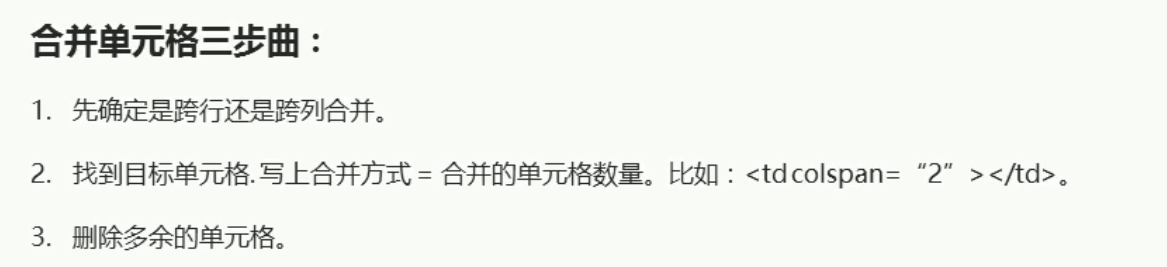 合并单元格三步曲：
1. 先确定是跨行还是跨列合并。
2. 找到目标单元格.写上合并方式 = 合并的单元格数量。比如：<td colspan= “2” ></td>。
3. 删除多余的单元格。